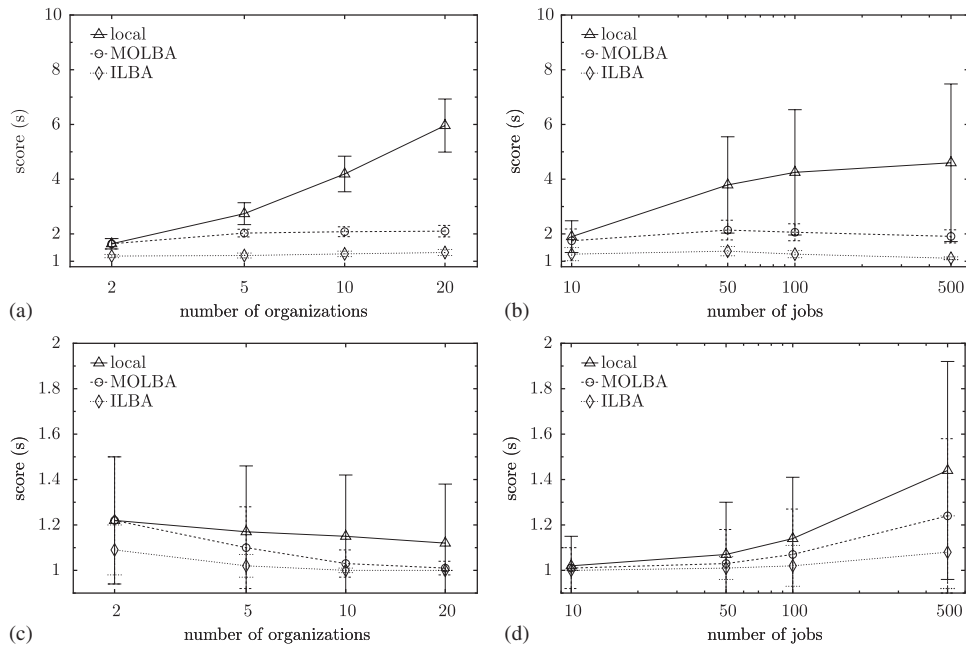 10
8
6
4
2
1
score (s)
local
MOLBA
ILBA
2
5
10
20
number of organizations
(a)
10
8
6
4
2
1
score (s)
local
MOLBA
ILBA
10
50
100
500
number of jobs
(b)
2
1.8
1.6
1.4
1.2
1
score (s)
local
MOLBA
ILBA
2
5
10
20
number of organizations
(c)
2
1.8
1.6
1.4
1.2
1
score (s)
local
MOLBA
ILBA
10
50
100
500
number of jobs
(d)